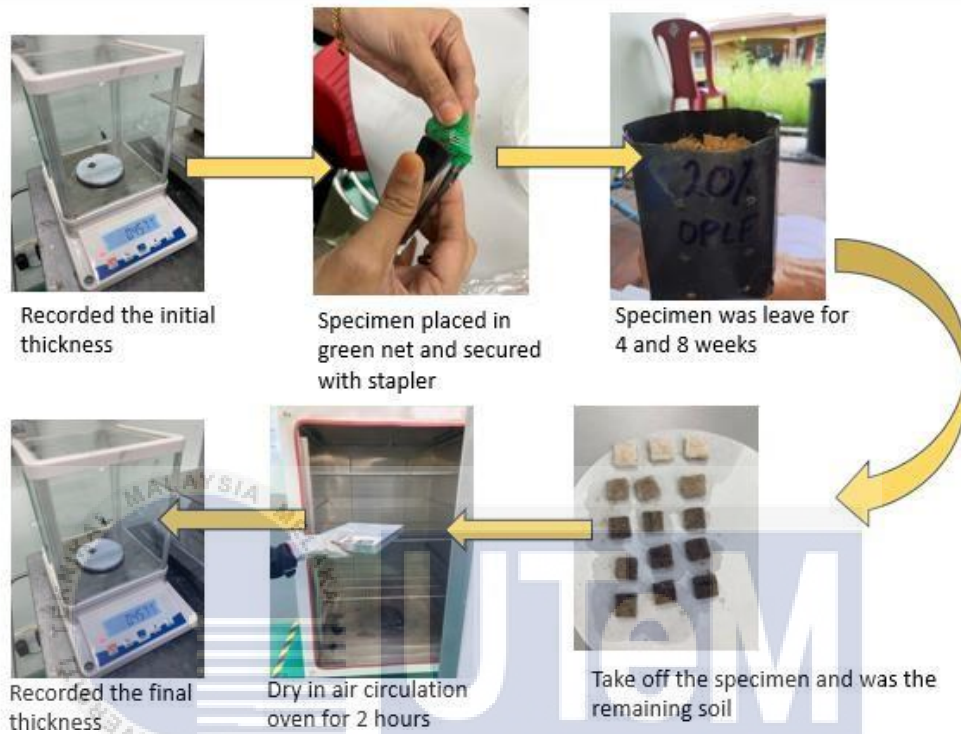 Recorded the initial
thickness
Specimen placed in
green net and secured
with stapler
20%
OPLF
Specimen was leave for
4 and 8 weeks
Take off the specimen and was the
remaining soil
Dry in air circulation
oven for 2 hours
Recorded the final
thickness
MALAYSIA
UTeM